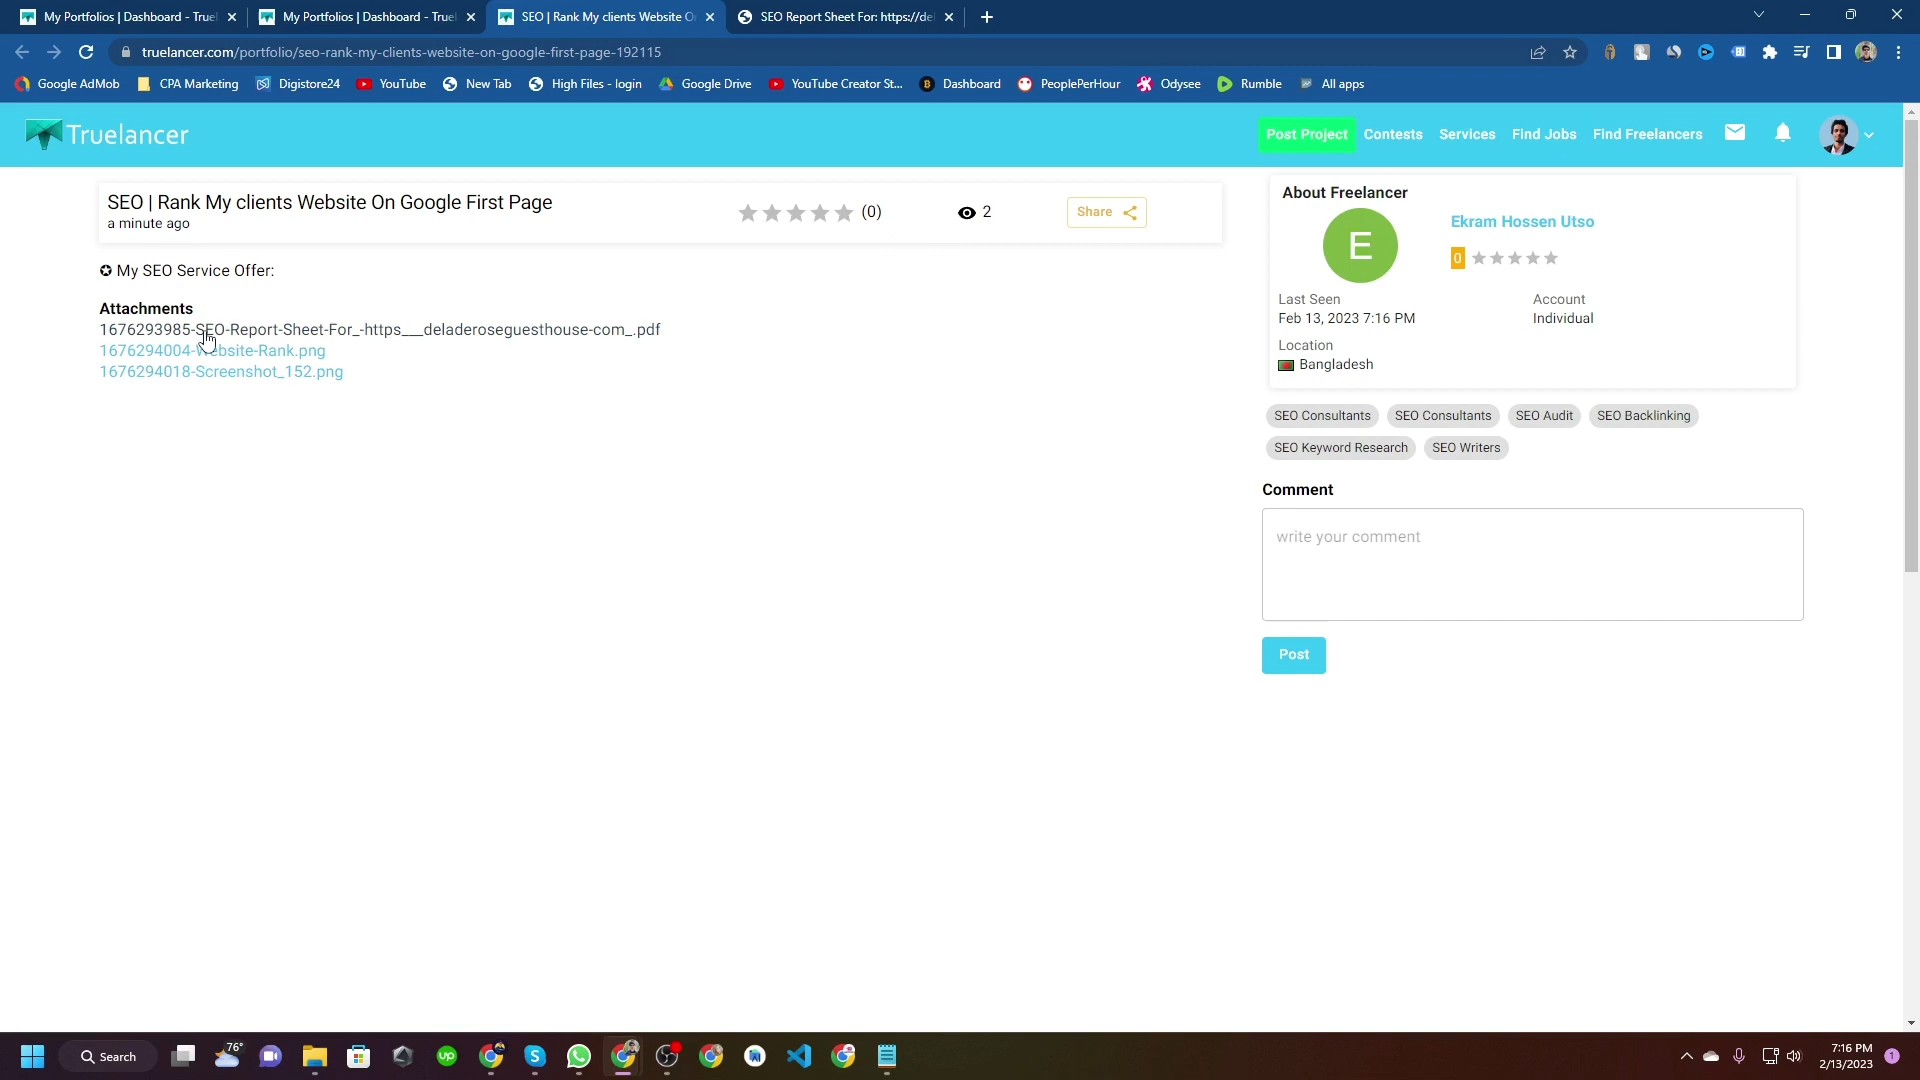 My Portfolios | Dashboard - Truel
My Portfolios | Dashboard - Truel
SEO | Rank My clients Website O
SEO Report Sheet For: https://del
truelancer.com/portfolio/seo-rank-my-clients-website-on-google-first-page-192115
Google AdMob
CPA Marketing
Digistore24
YouTube
New Tab
High Files - login
Google Drive
YouTube Creator St...
Dashboard
PeoplePerHour
Odysee
Rumble
All apps
Truelancer
Post Project
Contests
Services
Find Jobs
Find Freelancers
SEO | Rank My clients Website On Google First Page
a minute ago
(0)
2
Share
✪ My SEO Service Offer:
Attachments
1676293985-SEO-Report-Sheet-For_-https___deladeroseguesthouse-com_.pdf
1676294004-Website-Rank.png
1676294018-Screenshot_152.png
About Freelancer
E
Ekram Hossen Utso
0
Last Seen
Feb 13, 2023 7:16 PM
Account
Individual
Location
Bangladesh
SEO Consultants
SEO Consultants
SEO Audit
SEO Backlinking
SEO Keyword Research
SEO Writers
Comment
write your comment
Post
Search
76°
up
7:16 PM
2/13/2023
1